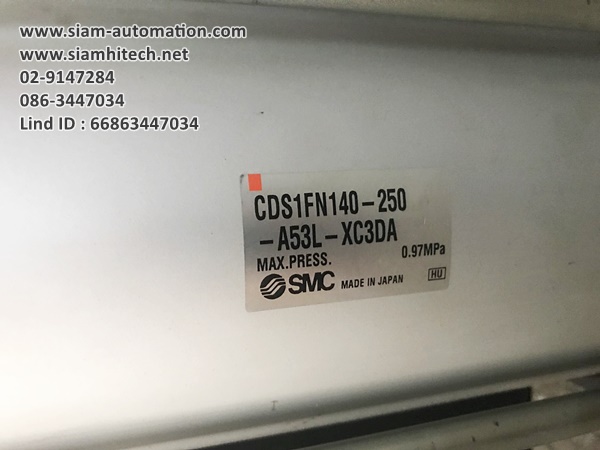 www.siam-automation.com
www.siamhitech.net
02-9147284
086-3447034
Lind ID : 66863447034
CDS1FN140-250
-A53L-XC3DA
MAX.PRESS. 0.97MPa
SMC MADE IN JAPAN HU